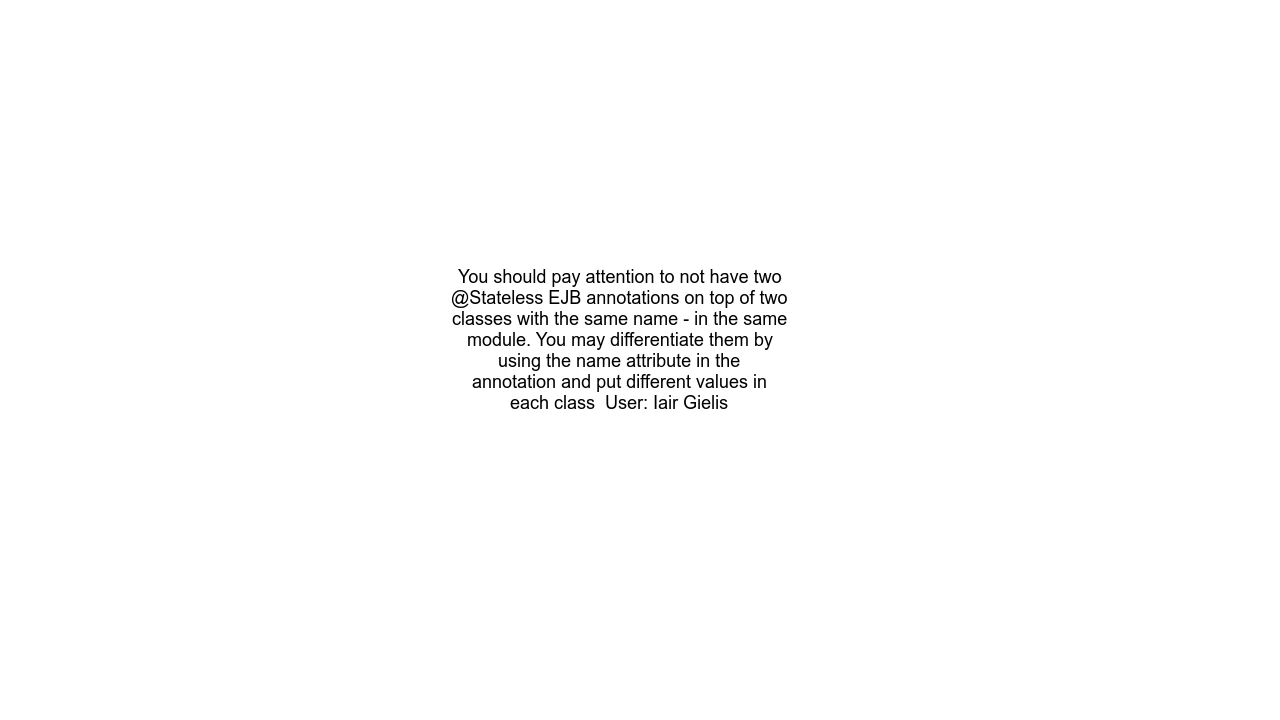 You should pay attention to not have two
@Stateless EJB annotations on top of two
classes with the same name - in the same
module. You may differentiate them by
using the name attribute in the
annotation and put different values in
each class  User: Iair Gielis